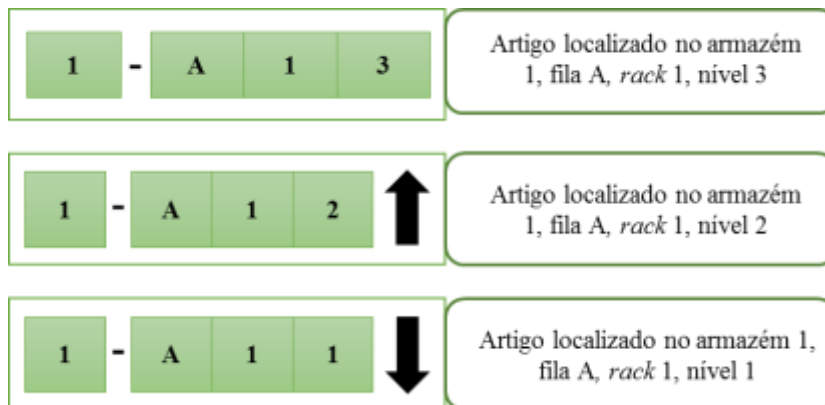 1 - A 1 3
Artigo localizado no armazém
1, fila A, rack 1, nível 3
1 - A 1 2
Artigo localizado no armazém
1, fila A, rack 1, nível 2
1 - A 1 1
Artigo localizado no armazém 1,
fila A, rack 1, nível 1